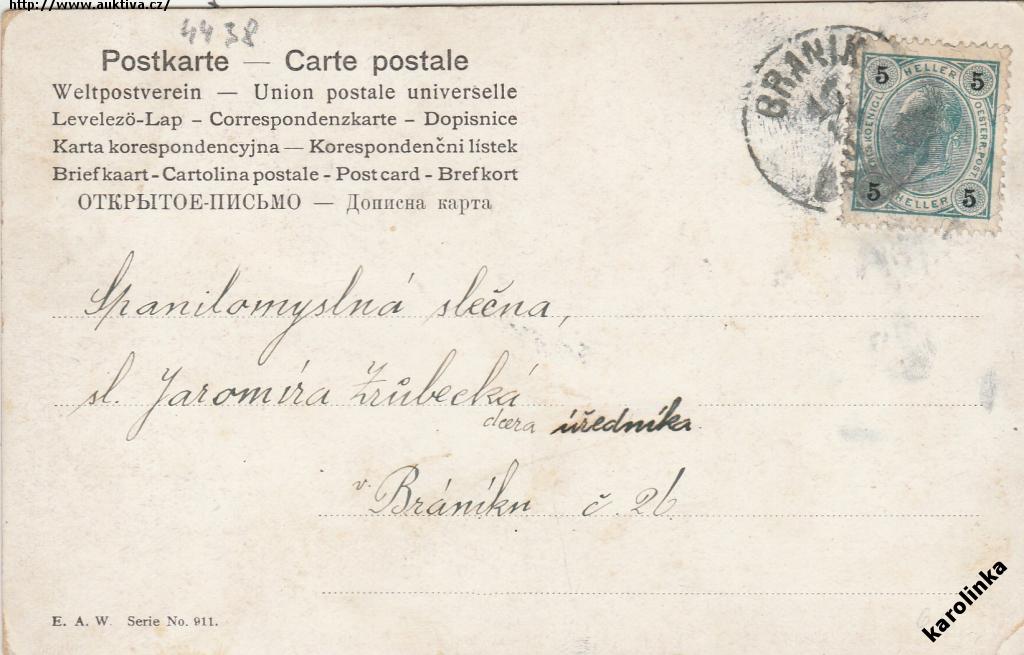 http://www.auktiva.cz/
4438
Postkarte — Carte postale
Weltpostverein — Union postale universelle
Levelezö-Lap – Correspondenzkarte – Dopisnice
Karta korespondencyjna — Korespondenčni lístek
Briefkaart - Cartolina postale - Post card - Brefkort
ОТКРЫТОЕ-ПИСЬМО — Дописна карта
BRANIK
5 HELLER 5
5 HELLER 5
Spanilomyslná slečna,
sl. Jaromíra Zrůbecká
dcera úředníka
v Bráníku č. 26
E. A. W. Serie No. 911.
karolinka